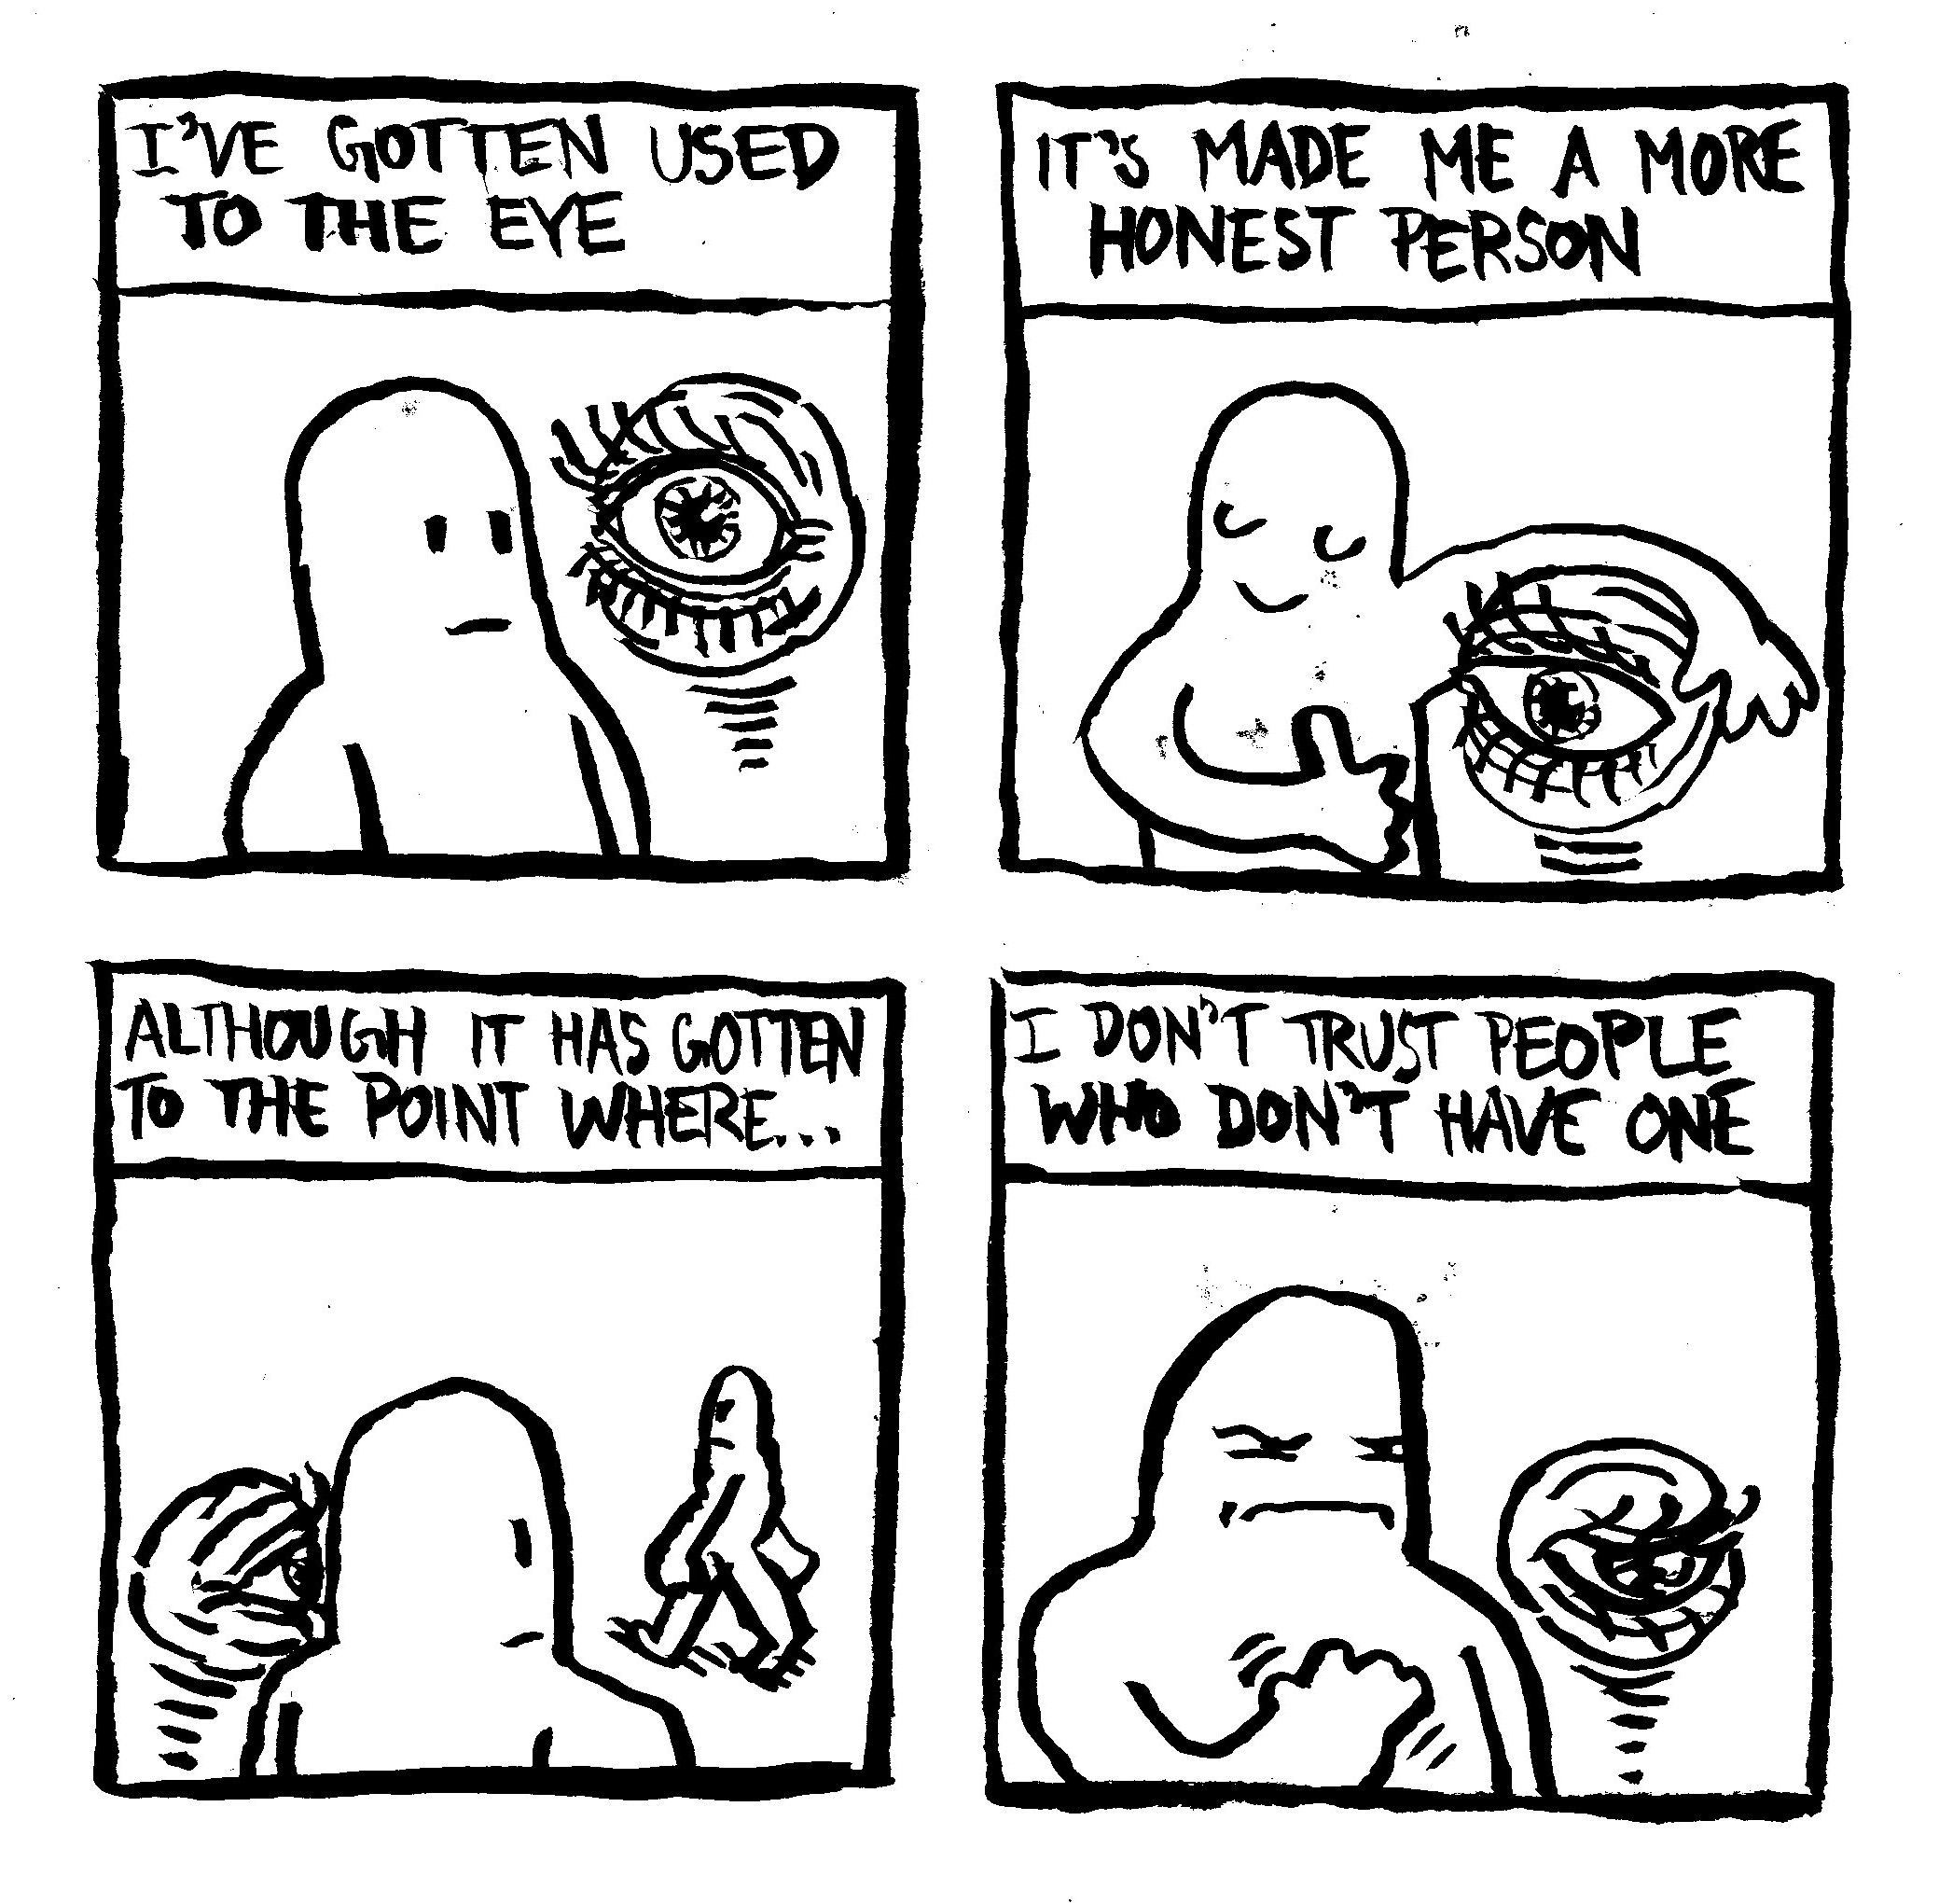 I'VE GOTTEN USED
TO THE EYE
IT'S MADE ME A MORE
HONEST PERSON
ALTHOUGH IT HAS GOTTEN
TO THE POINT WHERE...
I DON'T TRUST PEOPLE
WHO DON'T HAVE ONE